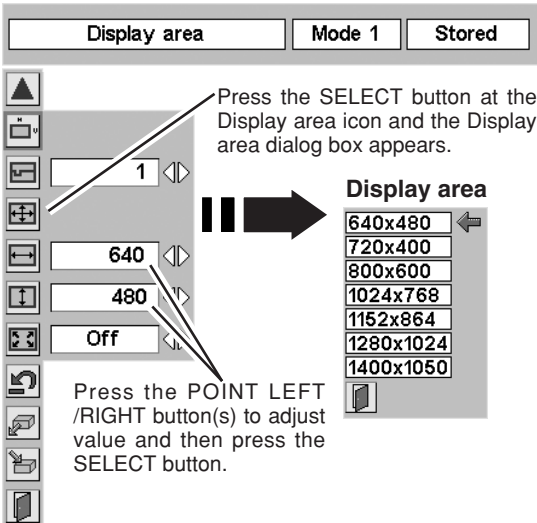 Display area
Mode 1
Stored
Press the SELECT button at the
Display area icon and the Display
area dialog box appears.
H
V
1
Display area
640x480
720x400
800x600
1024x768
1152x864
1280x1024
1400x1050
640
480
Off
Press the POINT LEFT
/RIGHT button(s) to adjust
value and then press the
SELECT button.